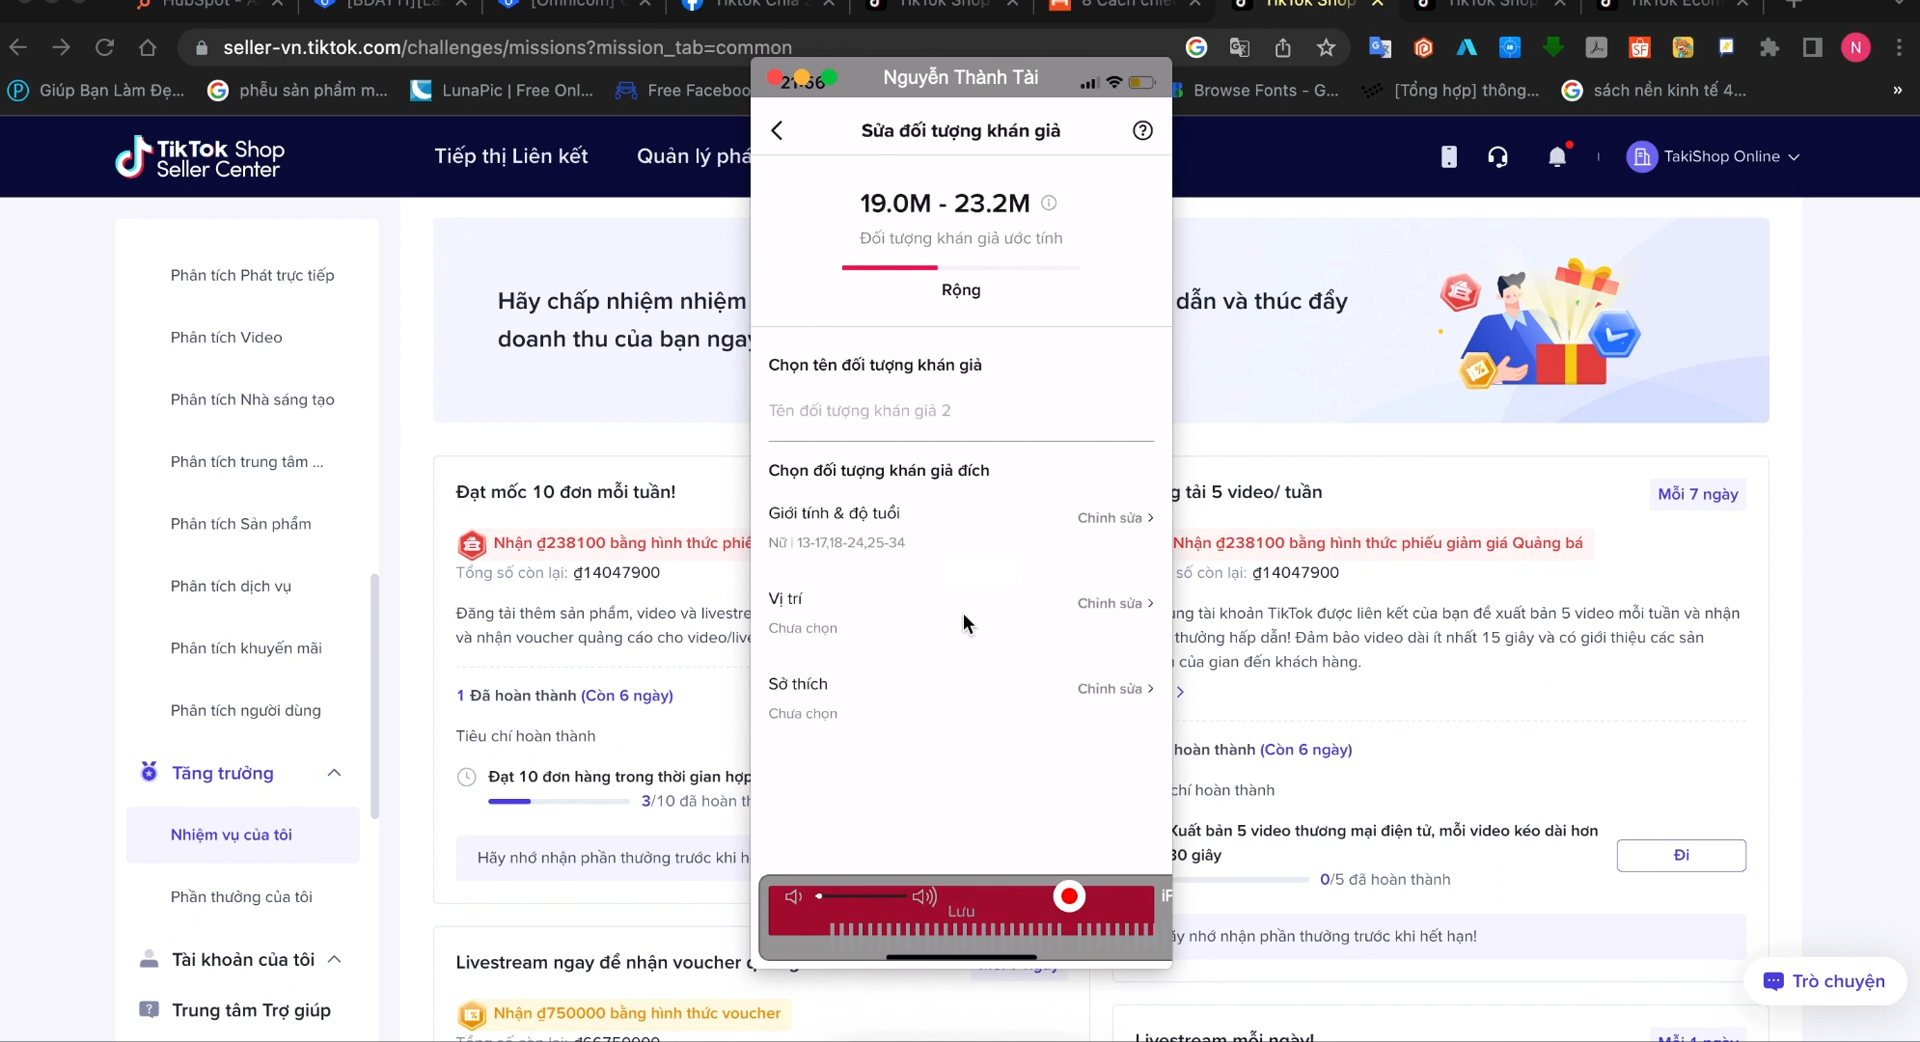 seller-vn.tiktok.com/challenges/missions?mission_tab=common
N
Giúp Bạn Làm Đẹ...
phễu sản phẩm m...
LunaPic | Free Onl...
Free Faceboo
Browse Fonts - G...
[Tổng hợp] thông...
sách nền kinh tế 4...
»
21:56
Nguyễn Thành Tài
TikTok Shop
Seller Center
Tiếp thị Liên kết
Quản lý phá
TakiShop Online
Sửa đối tượng khán giả
19.0M - 23.2M
Đối tượng khán giả ước tính
Rộng
Chọn tên đối tượng khán giả
Tên đối tượng khán giả 2
Chọn đối tượng khán giả đích
Giới tính & độ tuổi
Chỉnh sửa >
Nữ | 13-17,18-24,25-34
Vị trí
Chỉnh sửa >
Chưa chọn
Sở thích
Chỉnh sửa >
Chưa chọn
Lưu
Phân tích Phát trực tiếp
Phân tích Video
Phân tích Nhà sáng tạo
Phân tích trung tâm ...
Phân tích Sản phẩm
Phân tích dịch vụ
Phân tích khuyến mãi
Phân tích người dùng
Tăng trưởng
Nhiệm vụ của tôi
Phần thưởng của tôi
Tài khoản của tôi
Trung tâm Trợ giúp
Hãy chấp nhiệm nhiệm
dẫn và thúc đẩy
doanh thu của bạn ngay
Đạt mốc 10 đơn mỗi tuần!
Nhận ₫238100 bằng hình thức phiế
Tổng số còn lại: ₫14047900
Đăng tải thêm sản phẩm, video và livestre
và nhận voucher quảng cáo cho video/live
1 Đã hoàn thành (Còn 6 ngày)
Tiêu chí hoàn thành
Đạt 10 đơn hàng trong thời gian hợp
3/10 đã hoàn th
Hãy nhớ nhận phần thưởng trước khi h
Livestream ngay để nhận voucher
Nhận ₫750000 bằng hình thức voucher
g tải 5 video/ tuần
Mỗi 7 ngày
Nhận ₫238100 bằng hình thức phiếu giảm giá Quảng bá
số còn lại: ₫14047900
ng tài khoản TikTok được liên kết của bạn để xuất bản 5 video mỗi tuần và nhận
thưởng hấp dẫn! Đảm bảo video dài ít nhất 15 giây và có giới thiệu các sản
của gian đến khách hàng.
hoàn thành (Còn 6 ngày)
chí hoàn thành
Xuất bản 5 video thương mại điện tử, mỗi video kéo dài hơn
30 giây
Đi
0/5 đã hoàn thành
ãy nhớ nhận phần thưởng trước khi hết hạn!
Trò chuyện
Livestream mỗi ngày!